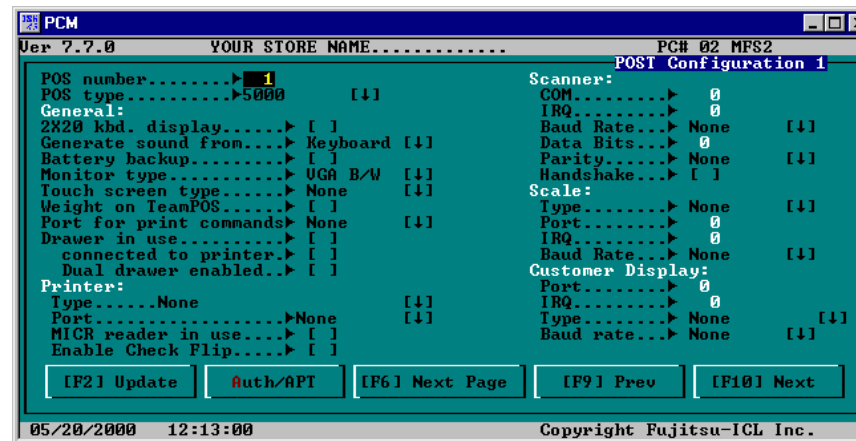 PCM
Ver 7.7.0 YOUR STORE NAME............. PC# 02 MFS2
POST Configuration 1
POS number........▶ 1
POS type..........▶5000 [↓]
General:
2X20 kbd. display......▶ [ ]
Generate sound from....▶ Keyboard [↓]
Battery backup.........▶ [ ]
Monitor type...........▶ VGA B/W [↓]
Touch screen type......▶ None [↓]
Weight on TeamPOS......▶ [ ]
Port for print commands▶ None [↓]
Drawer in use..........▶ [ ]
connected to printer.▶ [ ]
Dual drawer enabled..▶ [ ]
Printer:
Type......None [↓]
Port..................▶None [↓]
MICR reader in use....▶ [ ]
Enable Check Flip.....▶ [ ]
Scanner:
COM.........▶ 0
IRQ.........▶ 0
Baud Rate...▶ None [↓]
Data Bits...▶ 0
Parity......▶ None [↓]
Handshake...▶ [ ]
Scale:
Type........▶ None [↓]
Port........▶ 0
IRQ.........▶ 0
Baud Rate...▶ None [↓]
Customer Display:
Port........▶ 0
IRQ.........▶ 0
Type........▶ None [↓]
Baud rate...▶ None [↓]
[F2] Update Auth/APT [F6] Next Page [F9] Prev [F10] Next
05/20/2000 12:13:00 Copyright Fujitsu-ICL Inc.